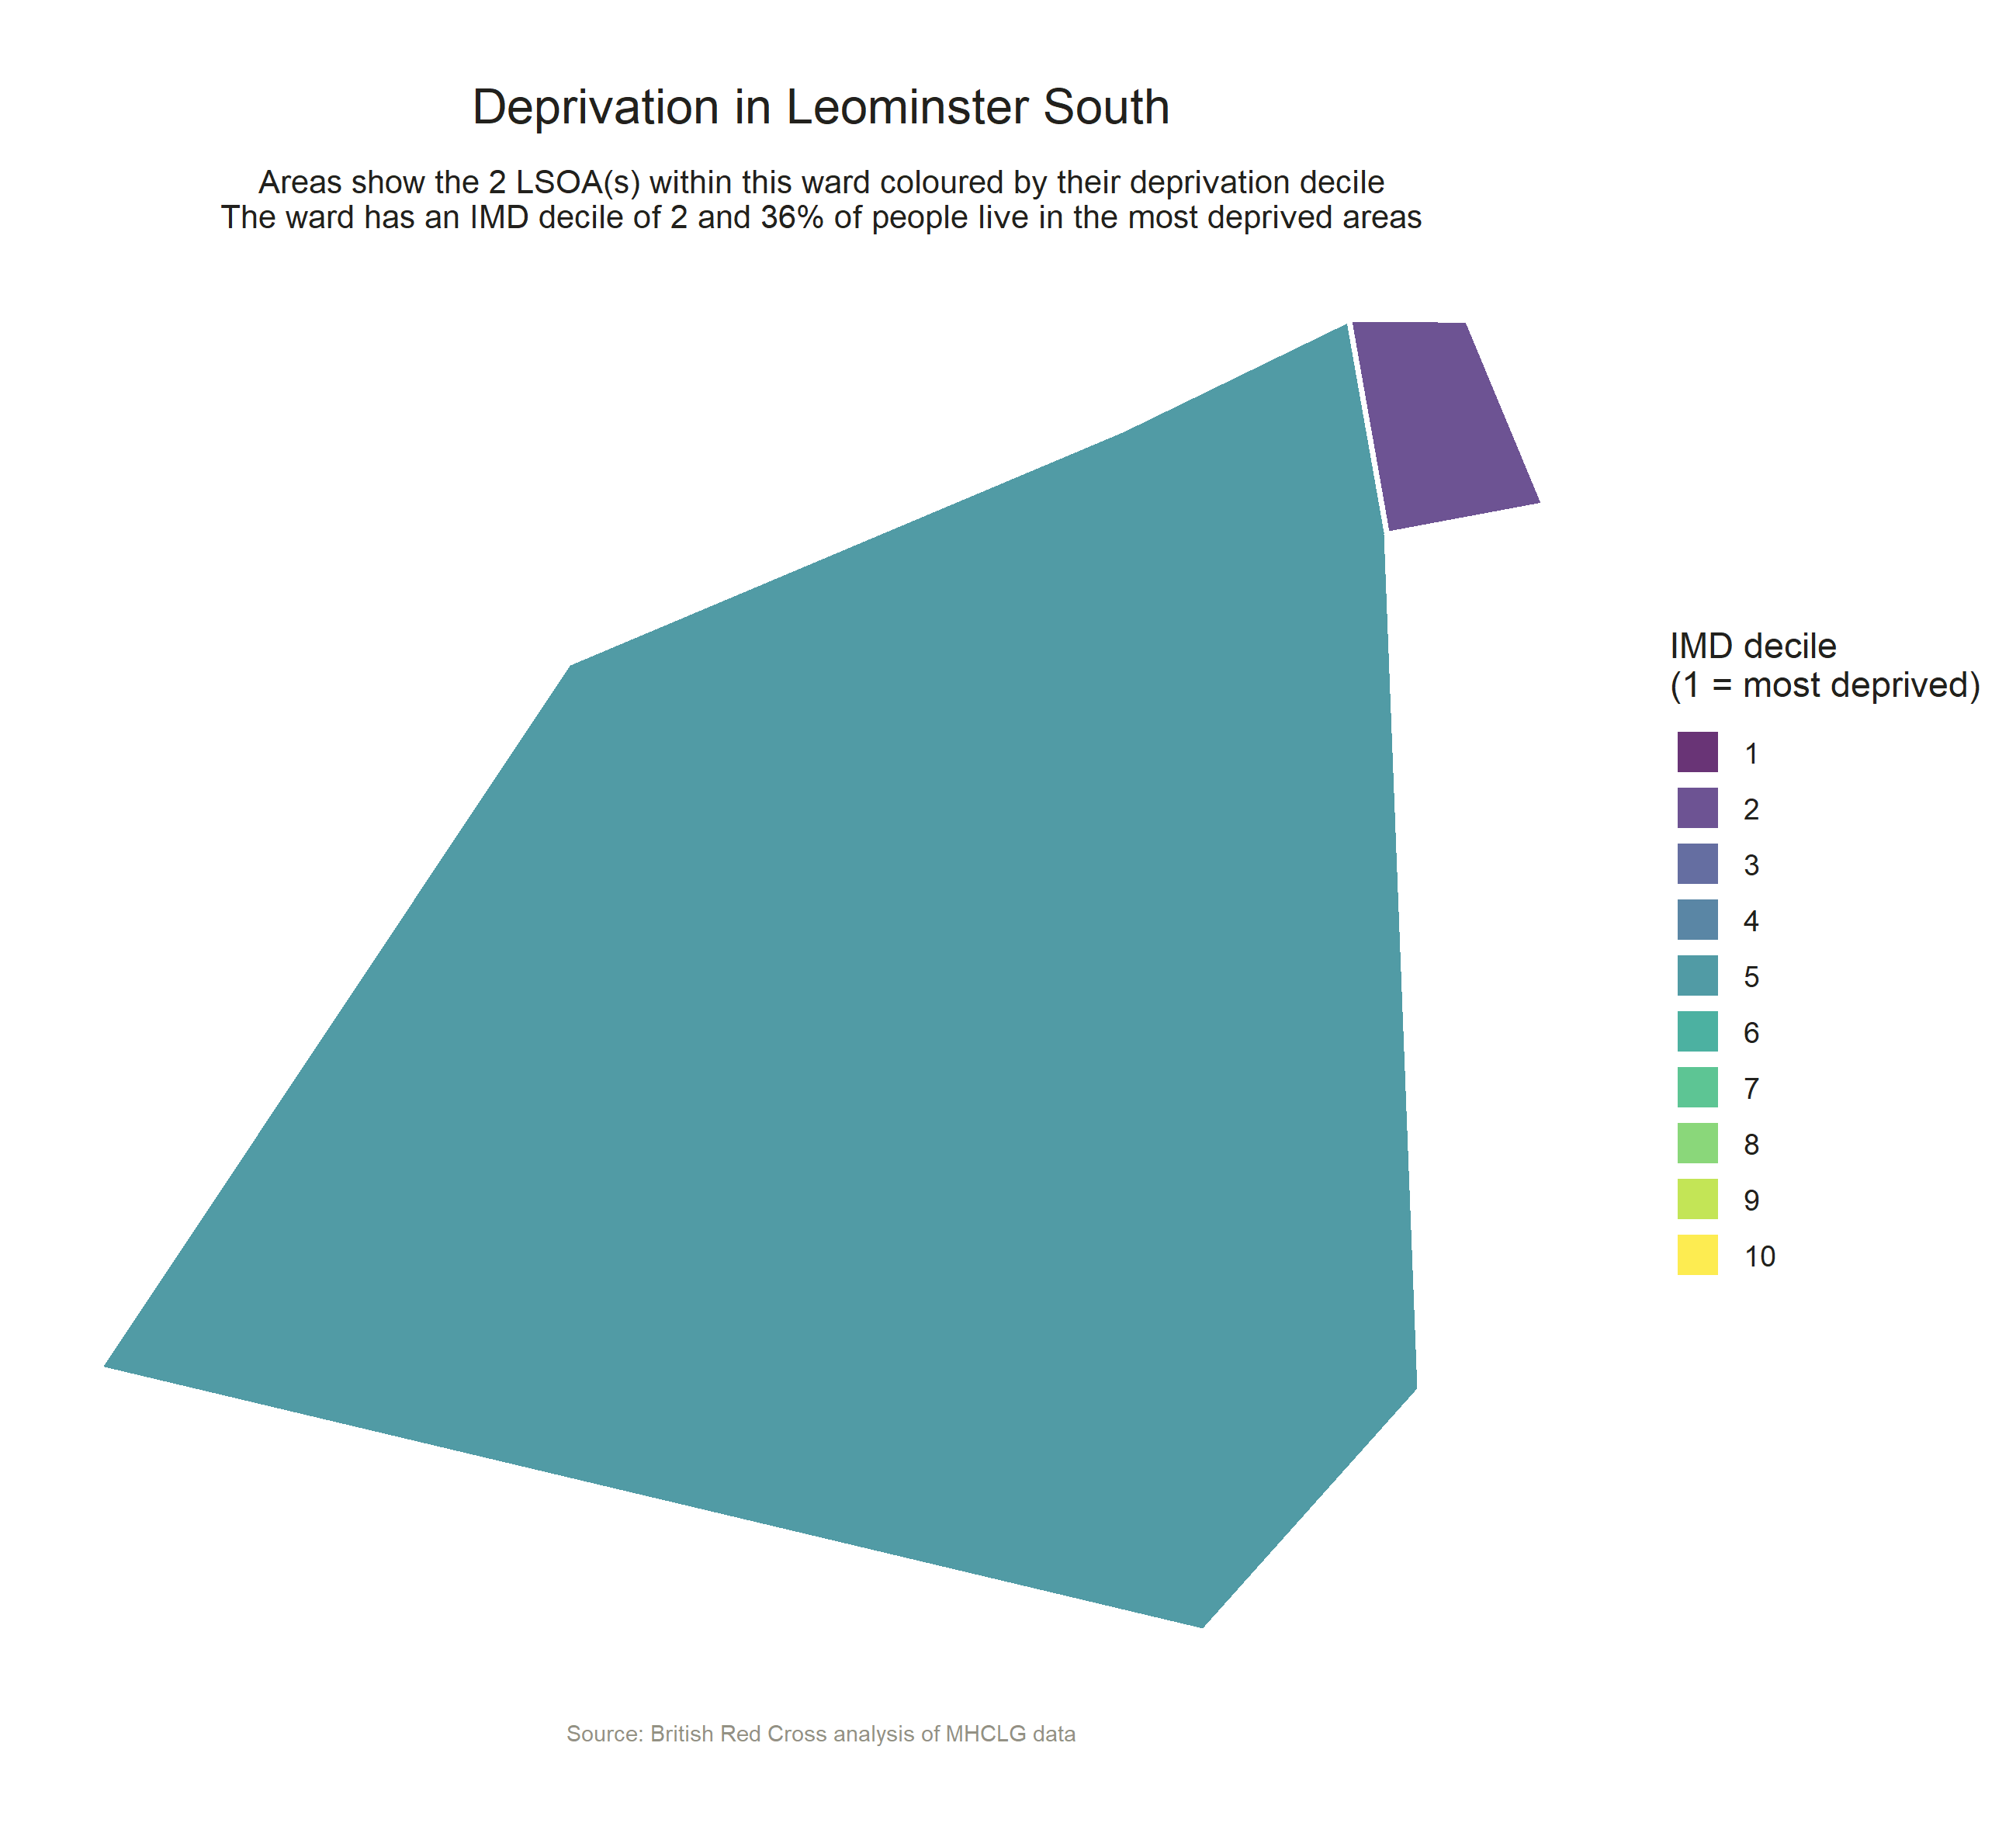 Deprivation in Leominster South
Areas show the 2 LSOA(s) within this ward coloured by their deprivation decile
The ward has an IMD decile of 2 and 36% of people live in the most deprived areas
IMD decile
(1 = most deprived)
1
2
3
4
5
6
7
8
9
10
Source: British Red Cross analysis of MHCLG data